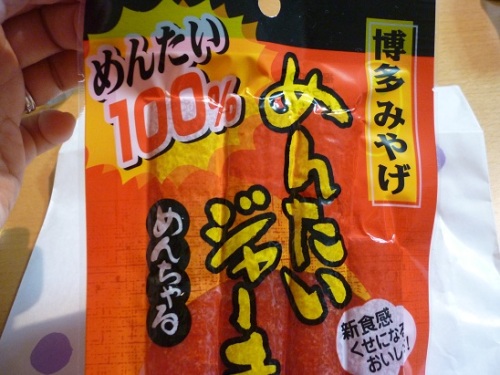 博多みやげ
めんたい
100%
めんたい
ジャーキ
めんちゃる
新食感
くせになる
おいしさ!